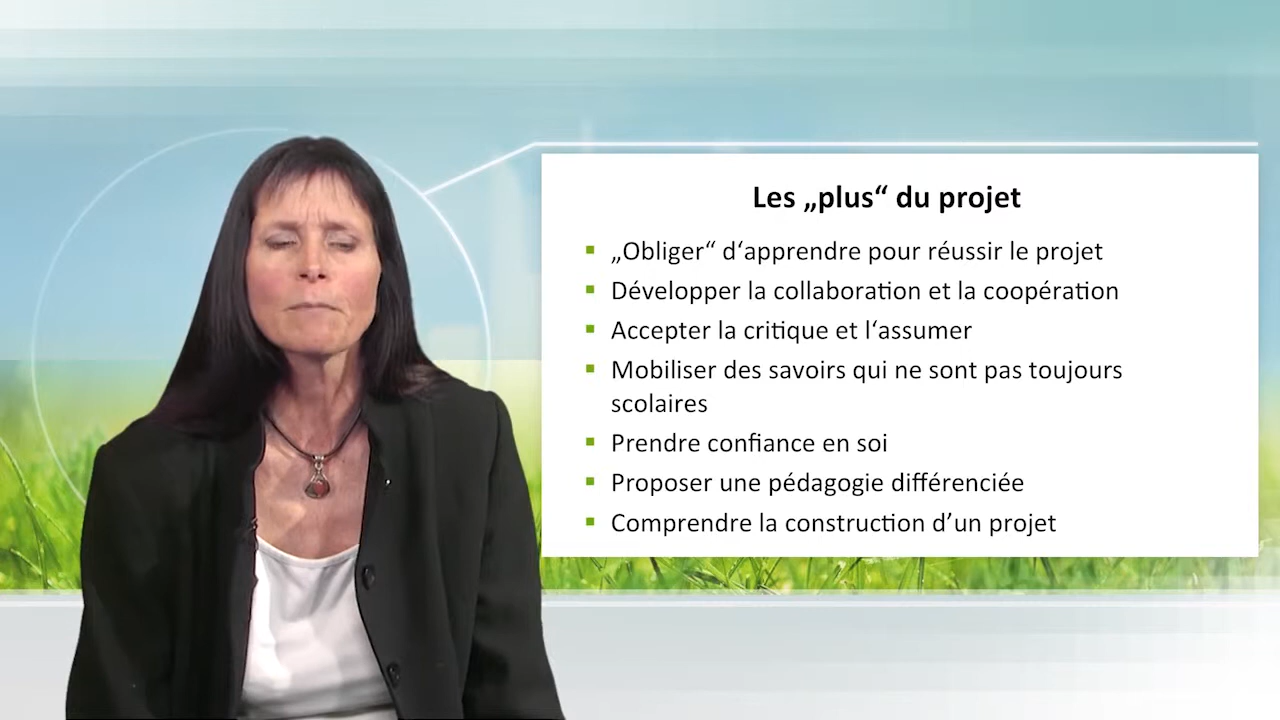 Les „plus“ du projet
„Obliger“ d‘apprendre pour réussir le projet
Développer la collaboration et la coopération
Accepter la critique et l‘assumer
Mobiliser des savoirs qui ne sont pas toujours
scolaires
Prendre confiance en soi
Proposer une pédagogie différenciée
Comprendre la construction d’un projet